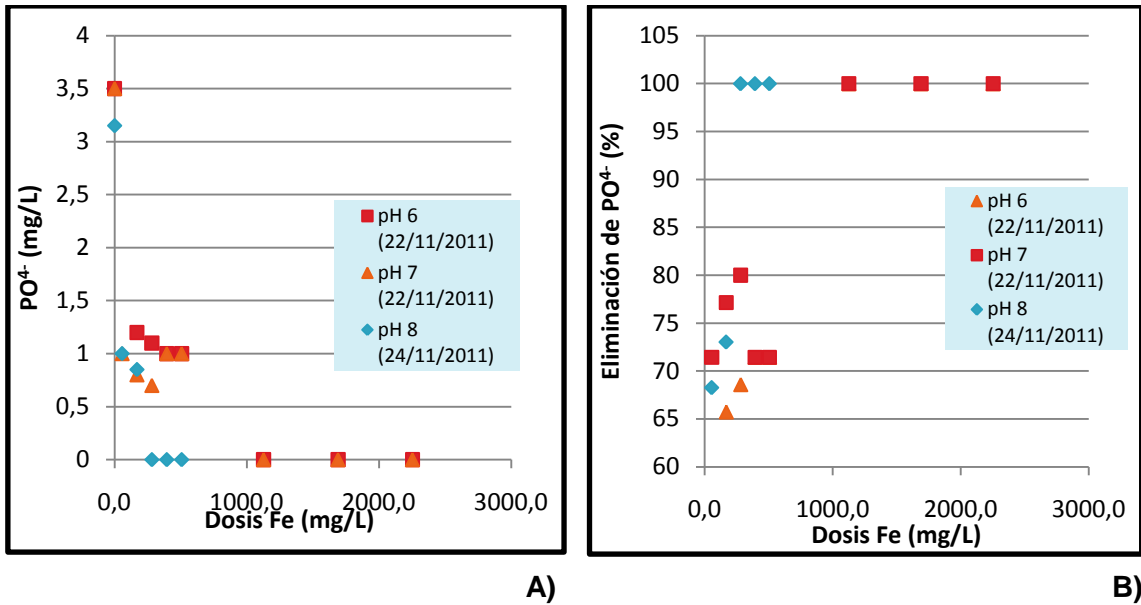 4
3,5
3
2,5
2
1,5
1
0,5
0
PO⁴⁻ (mg/L)
0,0 1000,0 2000,0 3000,0
Dosis Fe (mg/L)
pH 6
(22/11/2011)
pH 7
(22/11/2011)
pH 8
(24/11/2011)
A)
105
100
95
90
85
80
75
70
65
60
Eliminación de PO⁴⁻ (%)
0,0 1000,0 2000,0 3000,0
Dosis Fe (mg/L)
pH 6
(22/11/2011)
pH 7
(22/11/2011)
pH 8
(24/11/2011)
B)